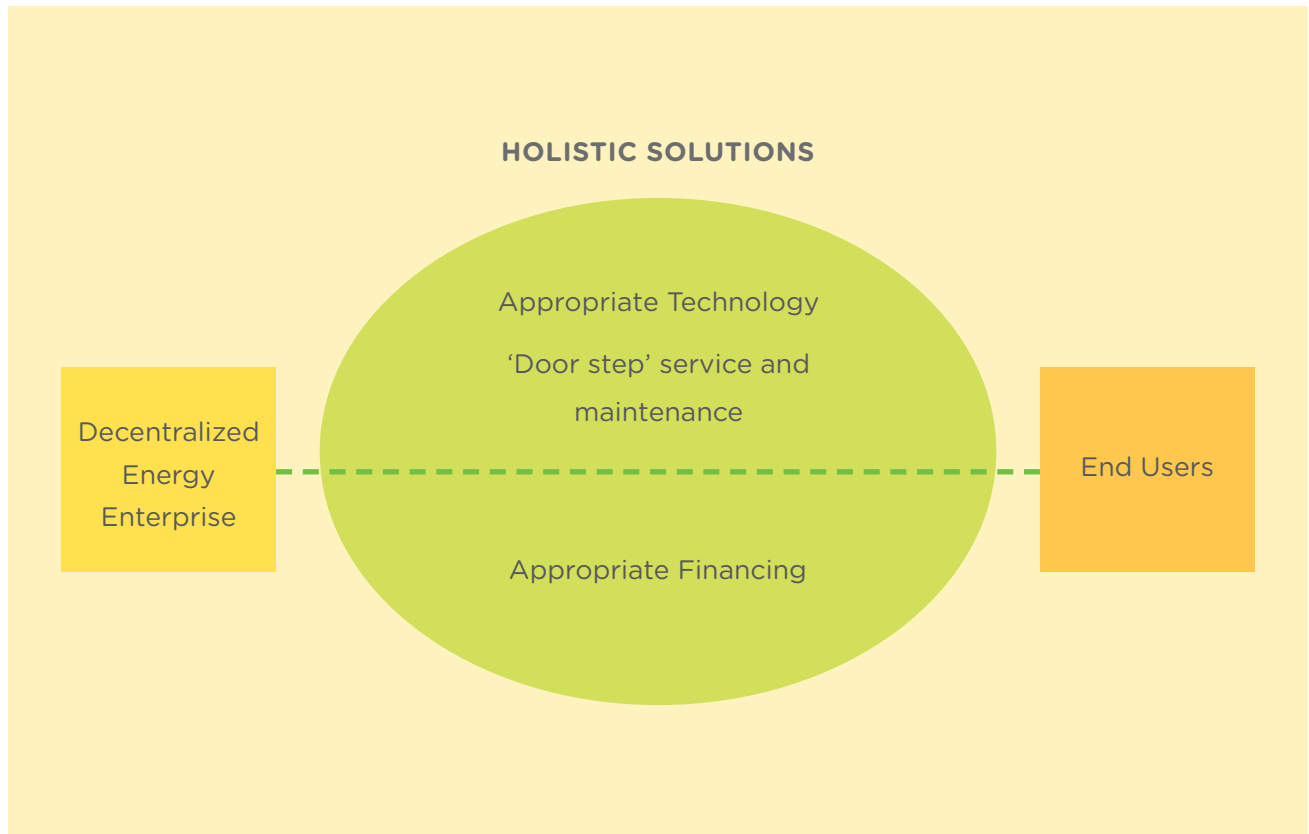 HOLISTIC SOLUTIONS
Appropriate Technology
‘Door step’ service and
maintenance
Decentralized
Energy
Enterprise
End Users
Appropriate Financing